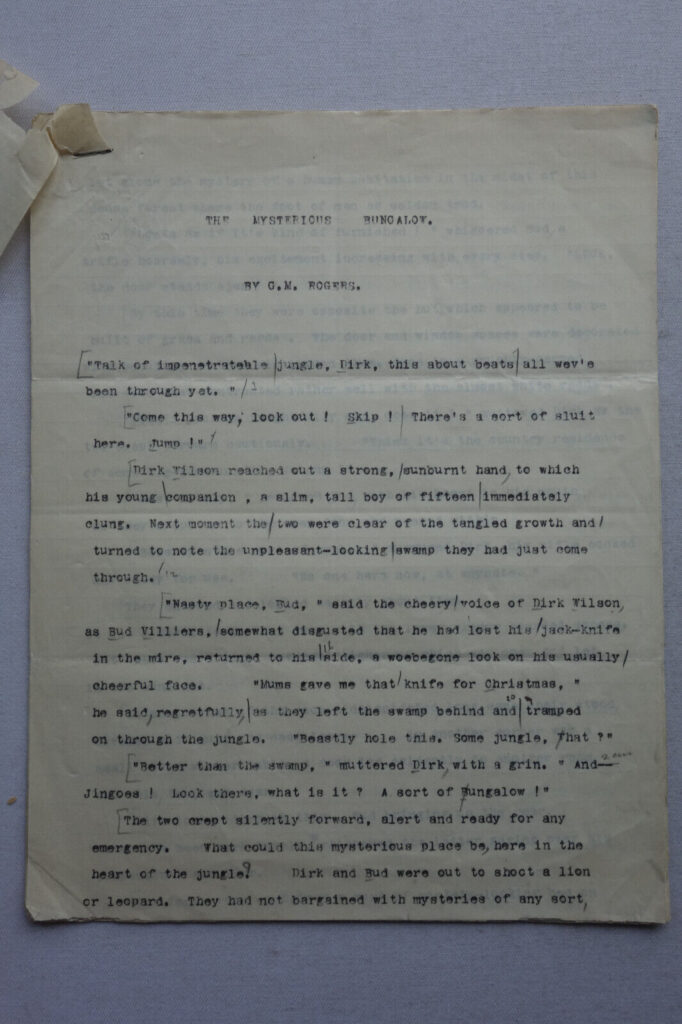 THE MYSTERIOUS BUNGALOW.
BY G.M. ROGERS.
"Talk of impenetrateble jungle, Dirk, this about beats all wev'e
been through yet. "
"Come this way, look out ! Skip ! There's a sort of sluit
here. Jump !"
Dirk Wilson reached out a strong, sunburnt hand, to which
his young companion , a slim, tall boy of fifteen immediately
clung. Next moment the two were clear of the tangled growth and
turned to note the unpleasant-looking swamp they had just come
through.
"Nasty place, Bud, " said the cheery voice of Dirk Wilson,
as Bud Villiers, somewhat disgusted that he had lost his jack-knife
in the mire, returned to his side, a woebegone look on his usually
cheerful face. "Mums gave me that knife for Christmas, "
he said, regretfully, as they left the swamp behind and tramped
on through the jungle. "Beastly hole this. Some jungle, that ?"
"Better than the swamp, " muttered Dirk, with a grin. " And—
Jingoes ! Look there, what is it ? A sort of Bungalow !"
The two crept silently forward, alert and ready for any
emergency. What could this mysterious place be, here in the
heart of the jungle? Dirk and Bud were out to shoot a lion
or leopard. They had not bargained with mysteries of any sort,